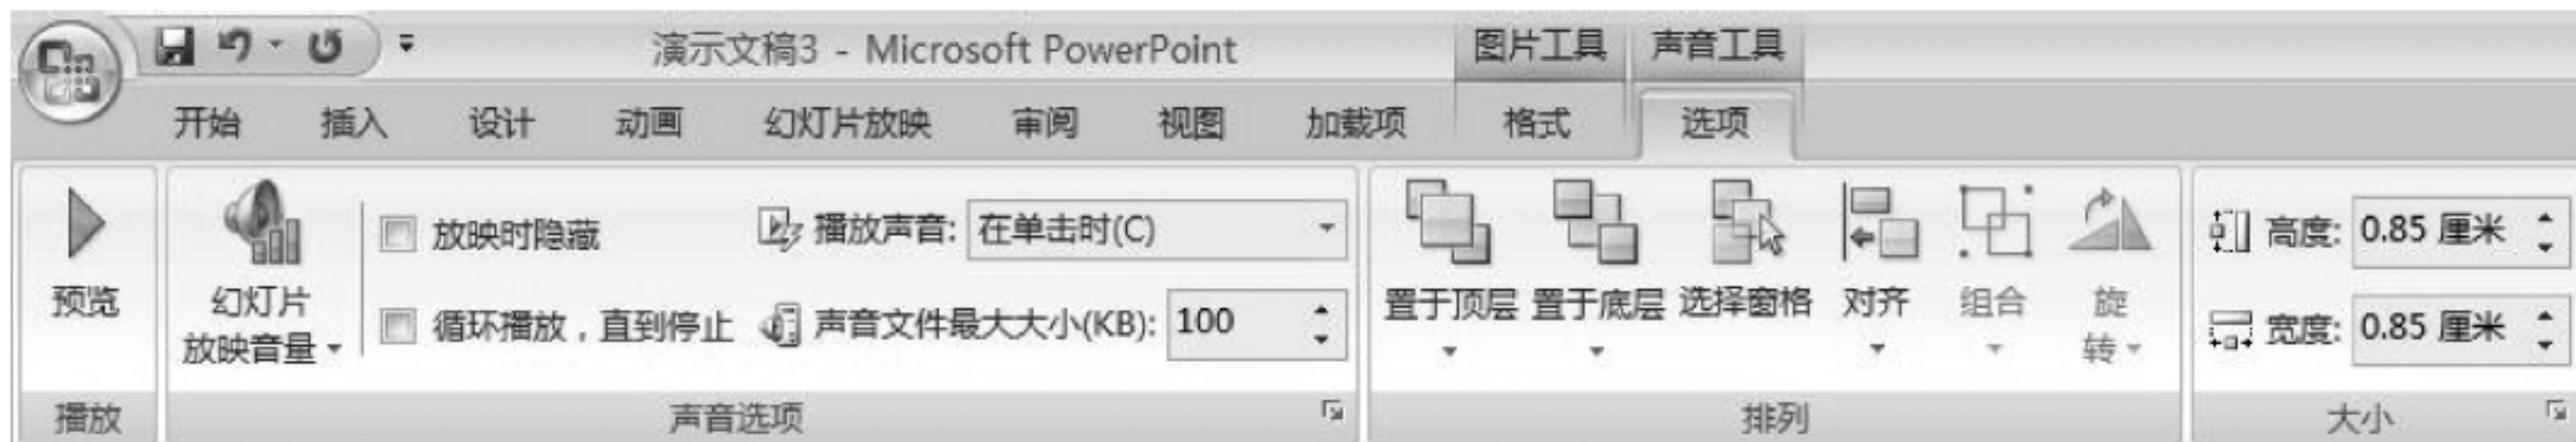 演示文稿3 - Microsoft PowerPoint 图片工具 声音工具
开始 插入 设计 动画 幻灯片放映 审阅 视图 加载项 格式 选项
预览
幻灯片
放映音量
放映时隐藏
循环播放，直到停止
播放声音: 在单击时(C)
声音文件最大大小(KB): 100
置于顶层 置于底层 选择窗格 对齐 组合 旋
转
高度: 0.85 厘米
宽度: 0.85 厘米
播放 声音选项 排列 大小